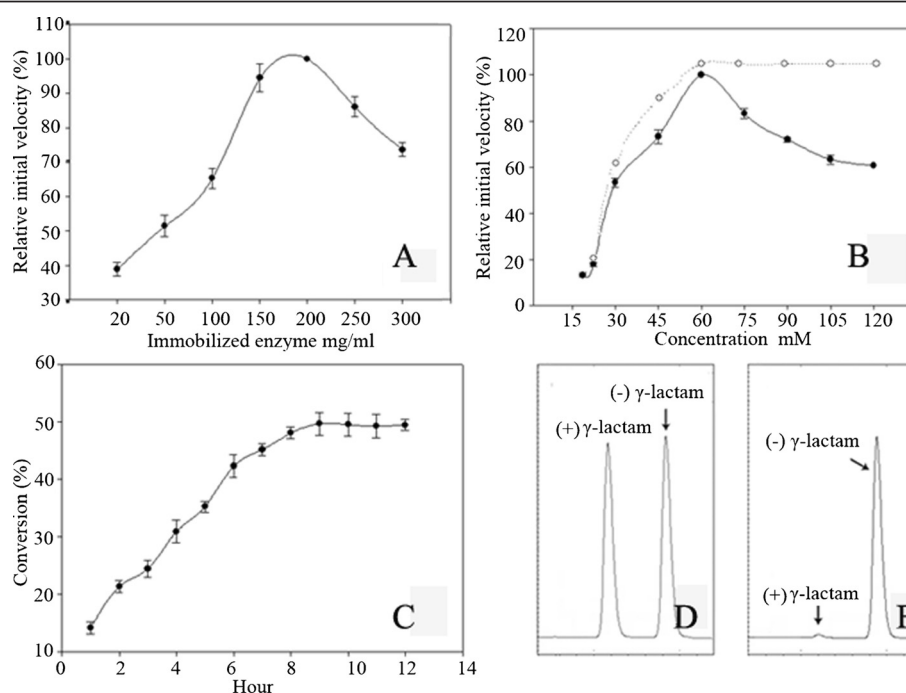 110
100
90
80
70
60
50
40
30
Relative initial velocity (%)
20 50 100 150 200 250 300
Immobilized enzyme mg/ml
A
120
100
80
60
40
20
0
Relative initial velocity (%)
15 30 45 60 75 90 105 120
Concentration mM
B
60
50
40
30
20
10
Conversion (%)
0 2 4 6 8 10 12 14
Hour
C
(-) γ-lactam
(+) γ-lactam
D
(-) γ-lactam
(+) γ-lactam